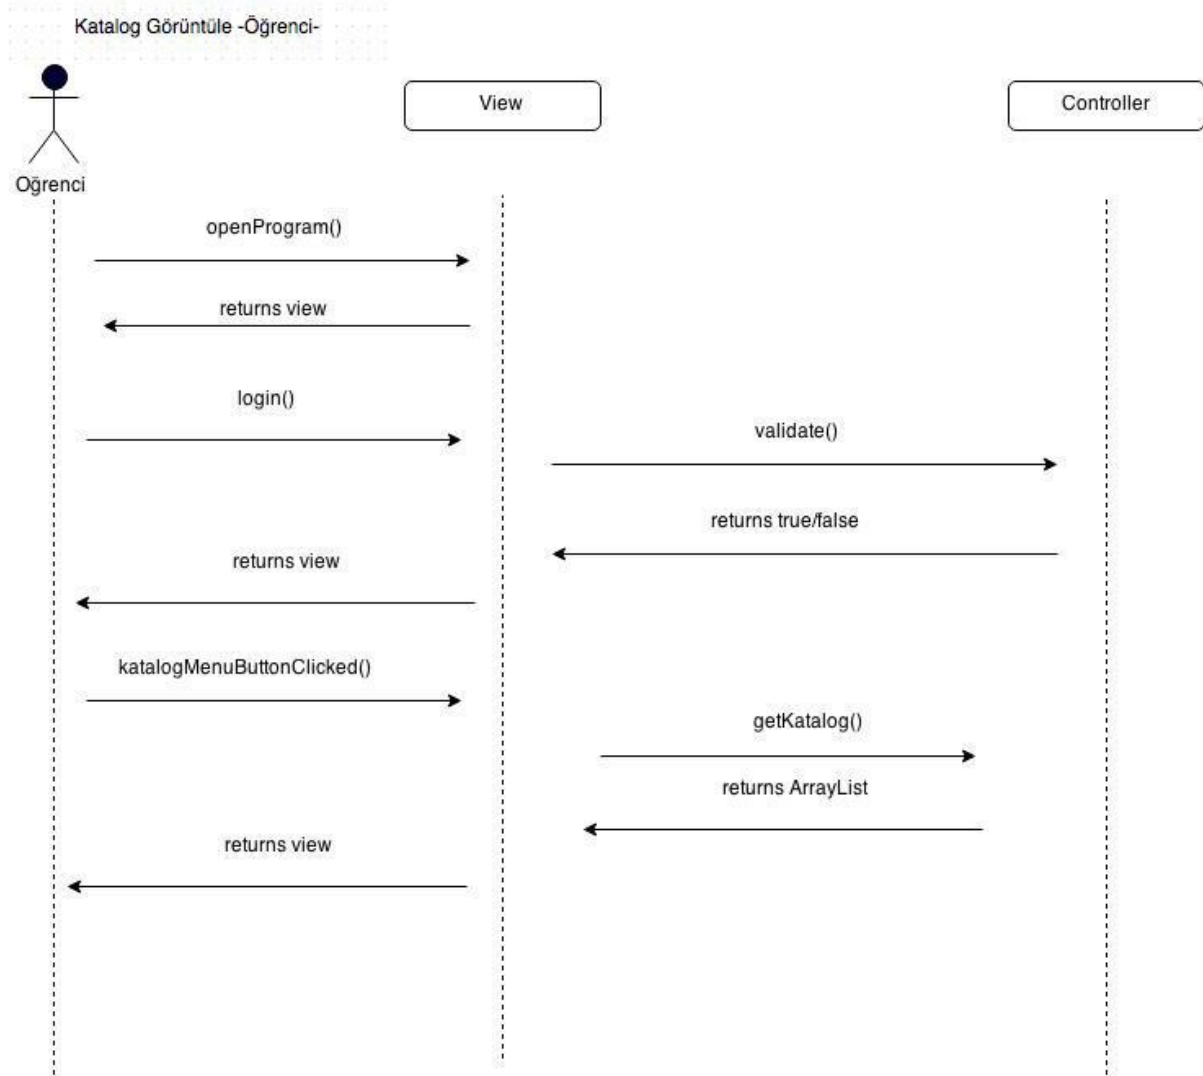 Katalog Görüntüle -Öğrenci-
View
Controller
Oğrenci
openProgram()
returns view
login()
validate()
returns true/false
returns view
katalogMenuButtonClicked()
getKatalog()
returns ArrayList
returns view